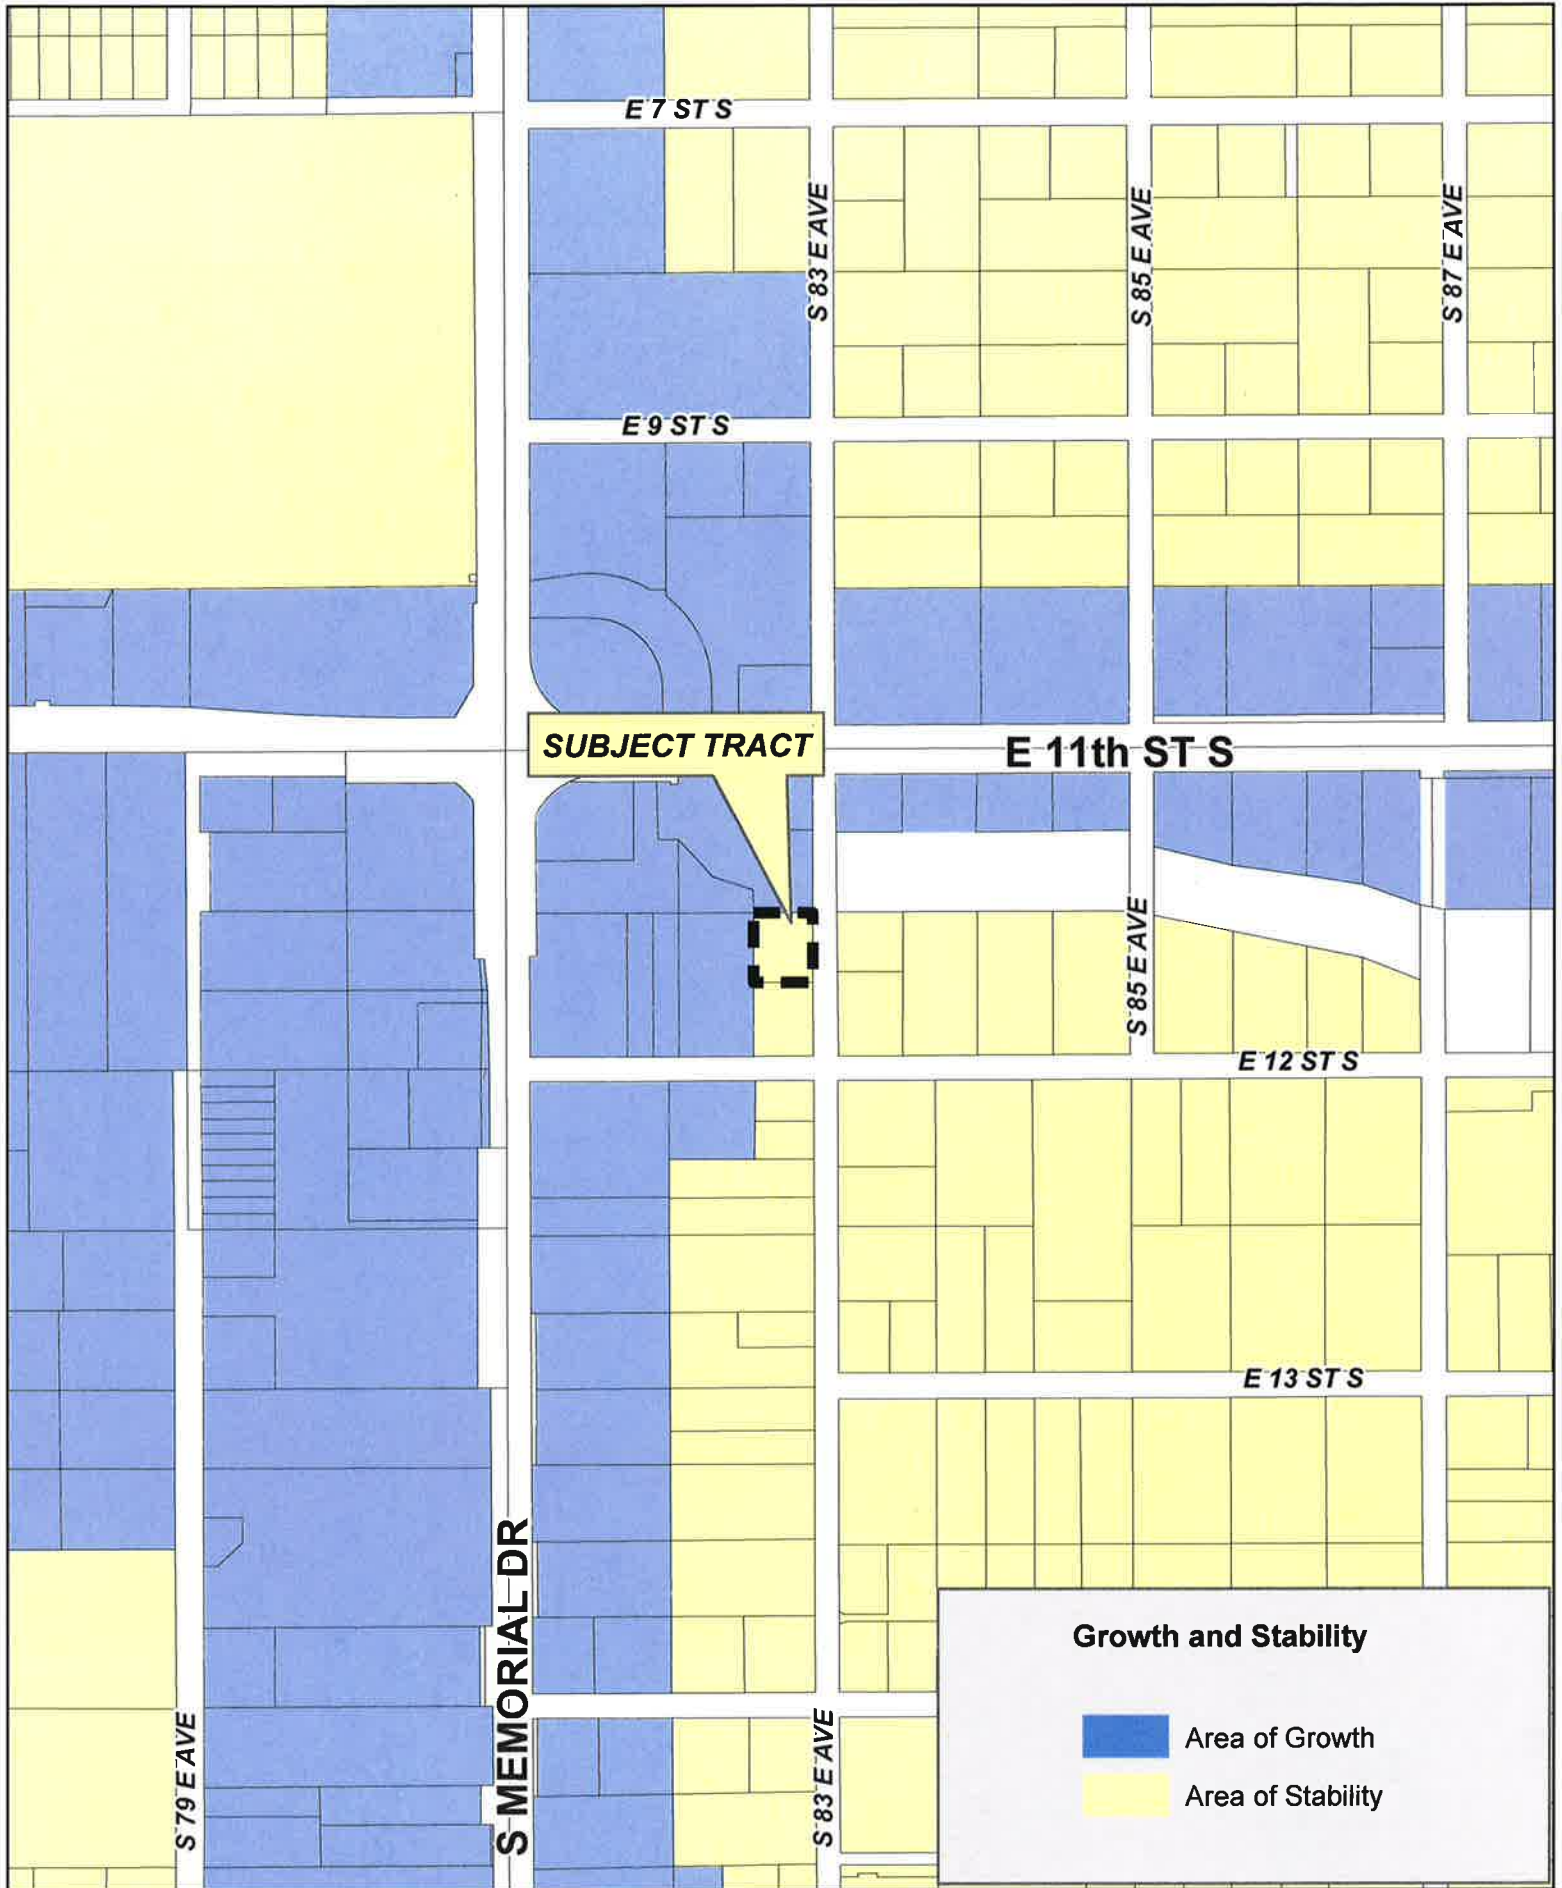 E 7 ST S
S 83 E AVE
S 85 E AVE
S 87 E AVE
E 9 ST S
SUBJECT TRACT
E 11th ST S
S 85 E AVE
E 12 ST S
E 13 ST S
S MEMORIAL DR
S 79 E AVE
S 83 E AVE
Growth and Stability
Area of Growth
Area of Stability